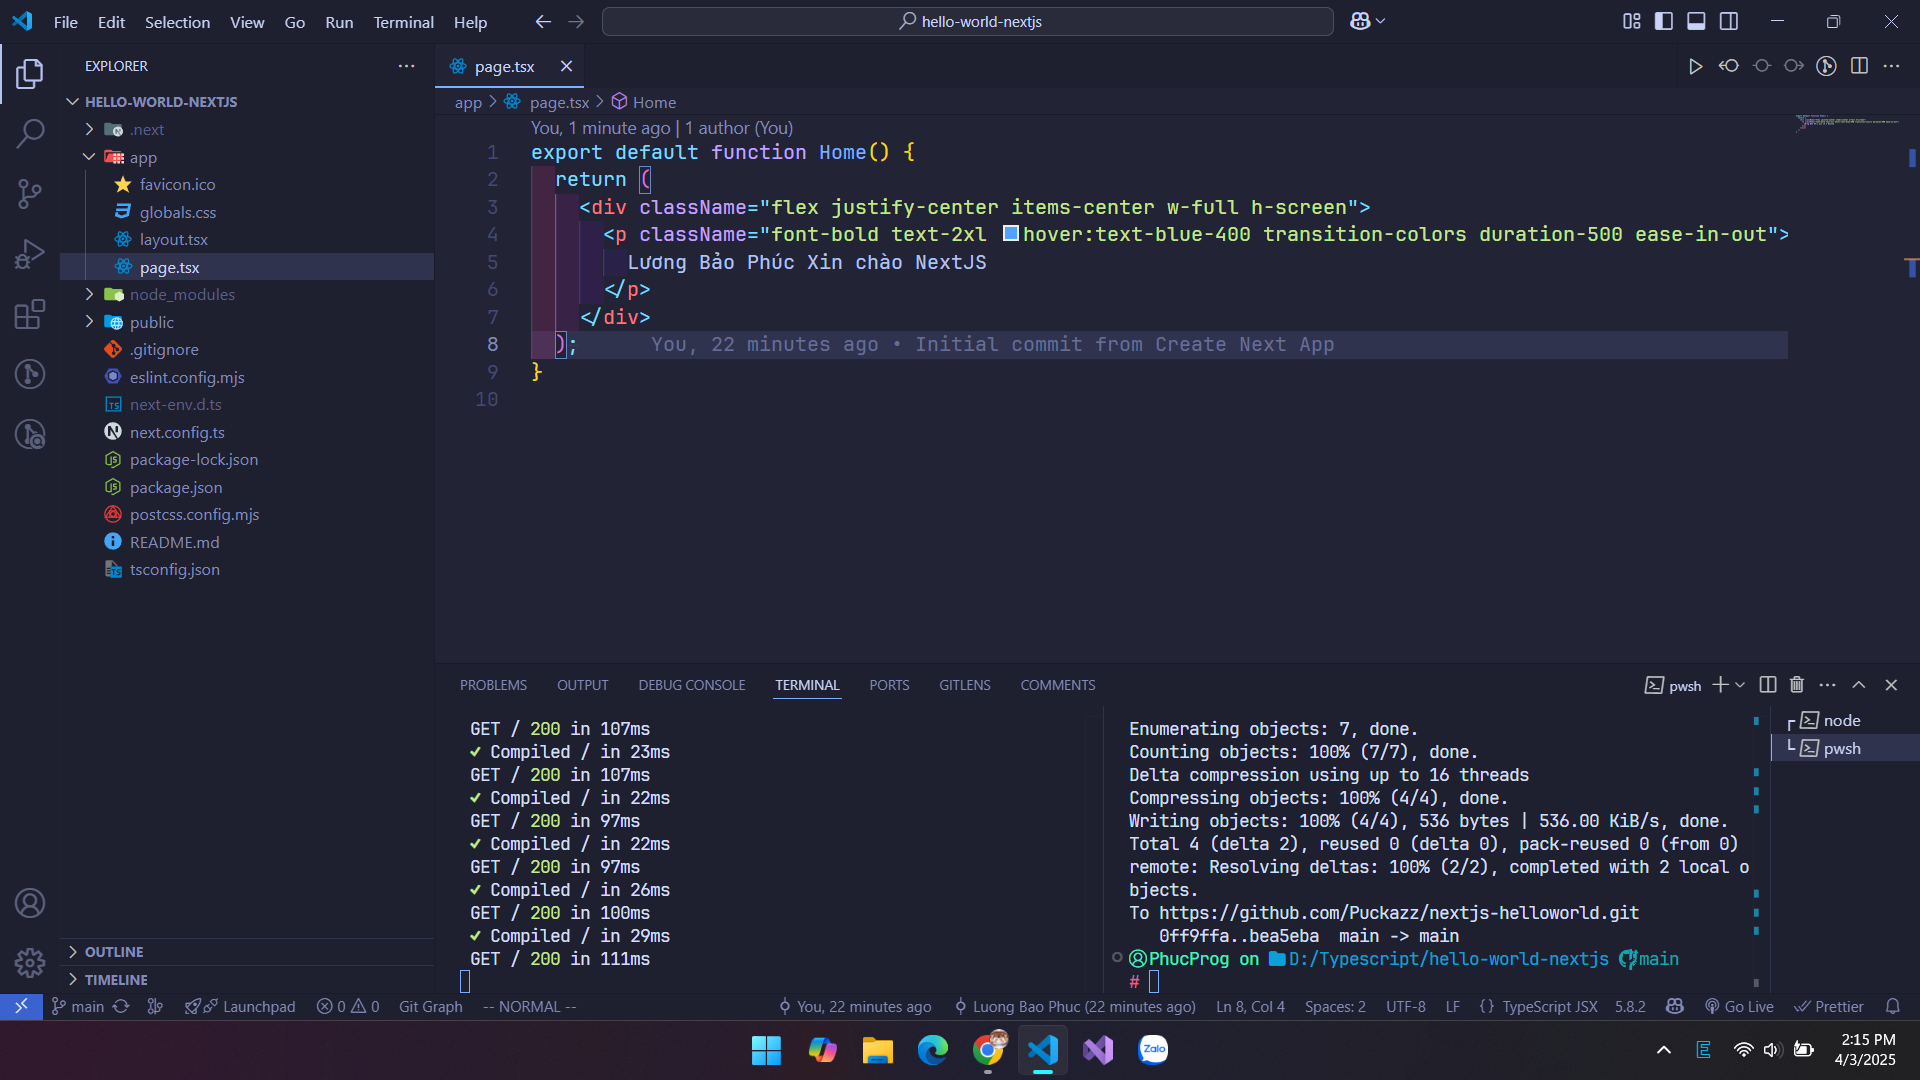 File Edit Selection View Go Run Terminal Help
hello-world-nextjs
EXPLORER
HELLO-WORLD-NEXTJS
.next
app
favicon.ico
globals.css
layout.tsx
page.tsx
node_modules
public
.gitignore
eslint.config.mjs
next-env.d.ts
next.config.ts
package-lock.json
package.json
postcss.config.mjs
README.md
tsconfig.json
OUTLINE
TIMELINE
page.tsx
app > page.tsx > Home
You, 1 minute ago | 1 author (You)
1 export default function Home() {
2 return (
3 <div className="flex justify-center items-center w-full h-screen">
4 <p className="font-bold text-2xl hover:text-blue-400 transition-colors duration-500 ease-in-out">
5 Lương Bảo Phúc Xin chào NextJS
6 </p>
7 </div>
8 ); You, 22 minutes ago • Initial commit from Create Next App
9 }
10
PROBLEMS OUTPUT DEBUG CONSOLE TERMINAL PORTS GITLENS COMMENTS
pwsh
GET / 200 in 107ms
✓ Compiled / in 23ms
GET / 200 in 107ms
✓ Compiled / in 22ms
GET / 200 in 97ms
✓ Compiled / in 22ms
GET / 200 in 97ms
✓ Compiled / in 26ms
GET / 200 in 100ms
✓ Compiled / in 29ms
GET / 200 in 111ms
Enumerating objects: 7, done.
Counting objects: 100% (7/7), done.
Delta compression using up to 16 threads
Compressing objects: 100% (4/4), done.
Writing objects: 100% (4/4), 536 bytes | 536.00 KiB/s, done.
Total 4 (delta 2), reused 0 (delta 0), pack-reused 0 (from 0)
remote: Resolving deltas: 100% (2/2), completed with 2 local o
bjects.
To https://github.com/Puckazz/nextjs-helloworld.git
0ff9ffa..bea5eba main -> main
PhucProg on D:/Typescript/hello-world-nextjs main
#
node
pwsh
main Launchpad 0 0 Git Graph -- NORMAL -- You, 22 minutes ago Luong Bao Phuc (22 minutes ago) Ln 8, Col 4 Spaces: 2 UTF-8 LF {} TypeScript JSX 5.8.2 Go Live Prettier
Zalo
E
2:15 PM
4/3/2025